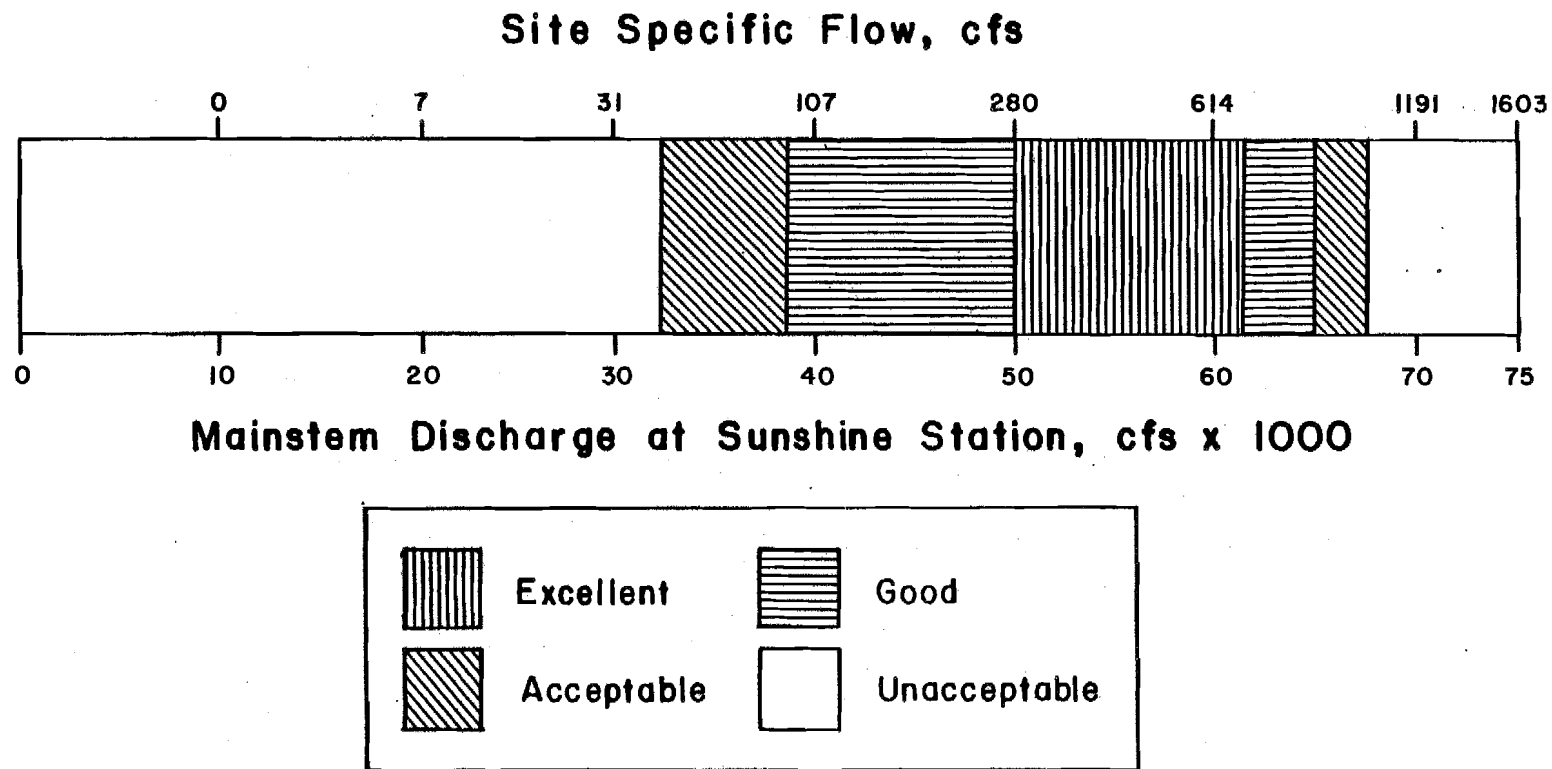 Site Specific Flow, cfs
0 7 31 107 280 614 1191 1603
0 10 20 30 40 50 60 70 75
Mainstem Discharge at Sunshine Station, cfs x 1000
Excellent Good
Acceptable Unacceptable